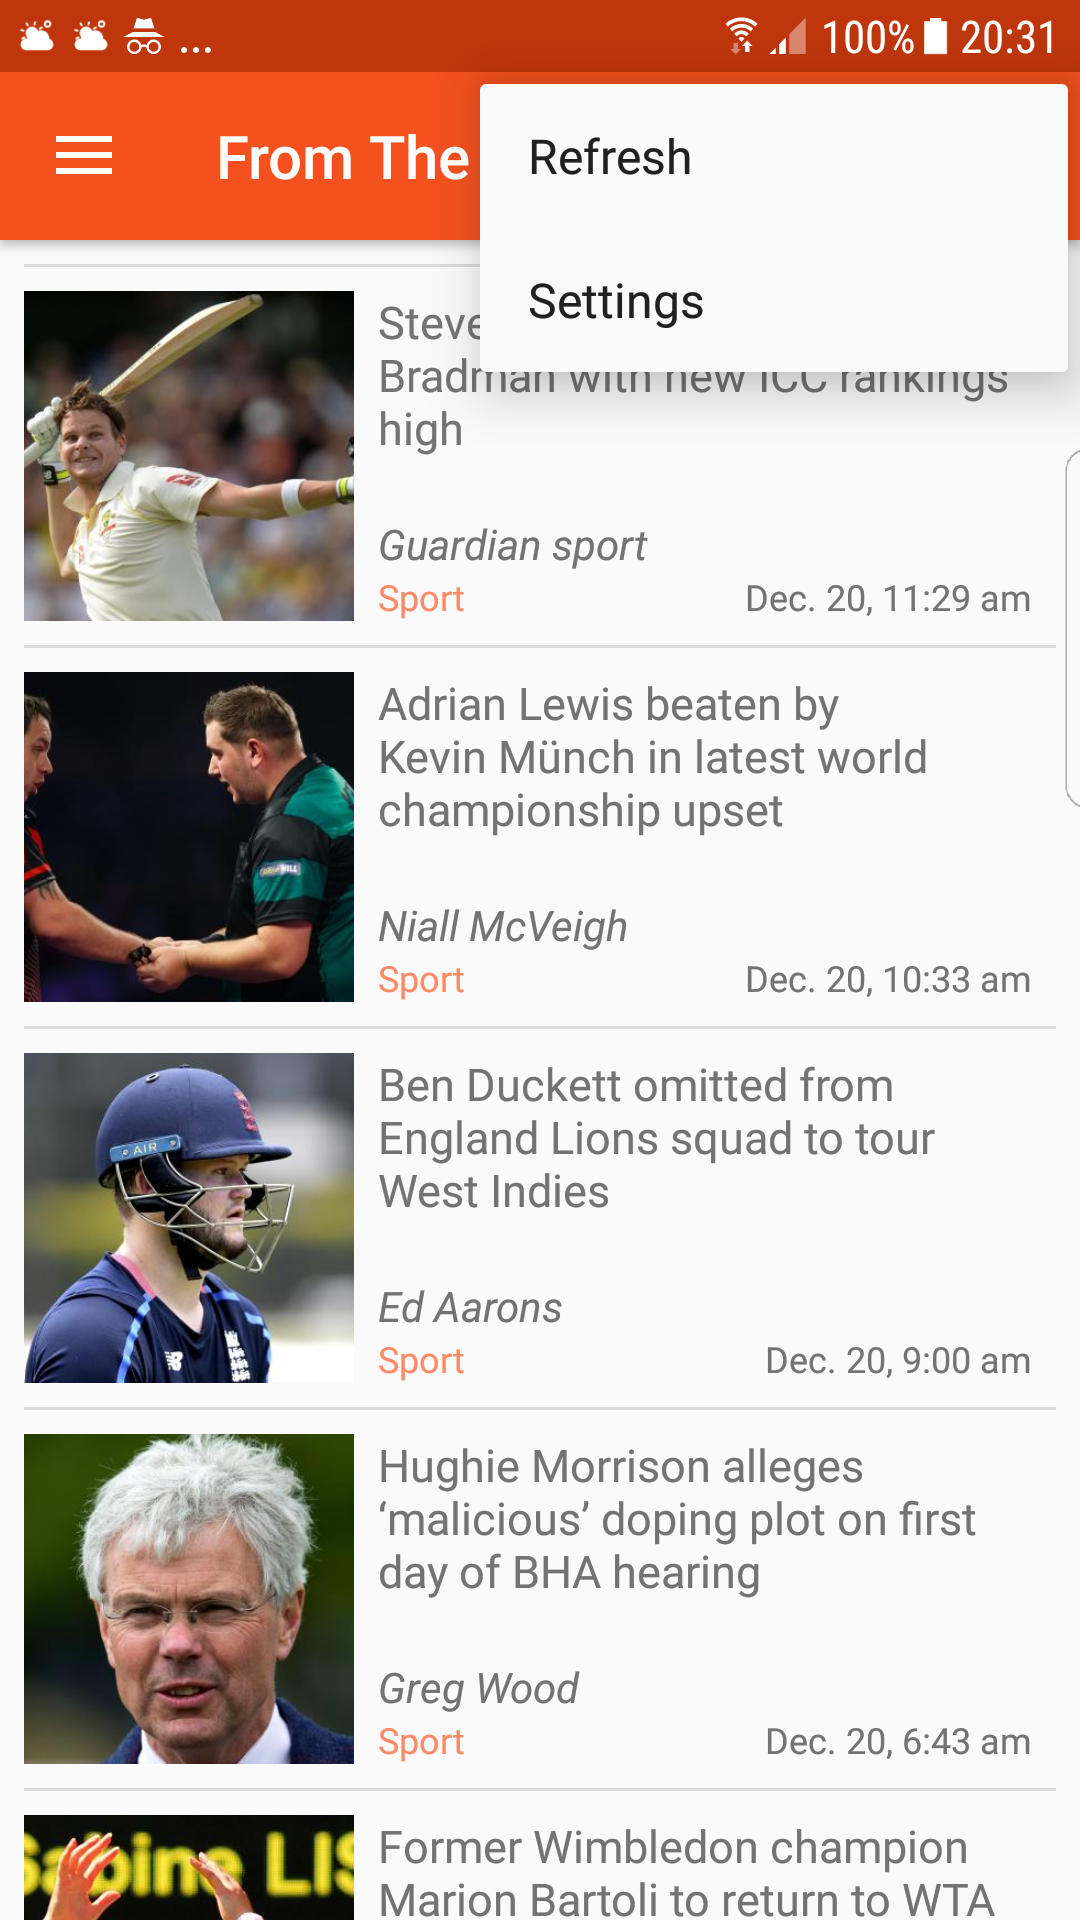 ...
100%
20:31
From The
Refresh
Settings
Steve
Bradman with new ICC rankings
high
Guardian sport
Sport
Dec. 20, 11:29 am
Adrian Lewis beaten by
Kevin Münch in latest world
championship upset
Niall McVeigh
Sport
Dec. 20, 10:33 am
AIR
Ben Duckett omitted from
England Lions squad to tour
West Indies
Ed Aarons
Sport
Dec. 20, 9:00 am
Hughie Morrison alleges
‘malicious’ doping plot on first
day of BHA hearing
Greg Wood
Sport
Dec. 20, 6:43 am
Sabine LIS
Former Wimbledon champion
Marion Bartoli to return to WTA